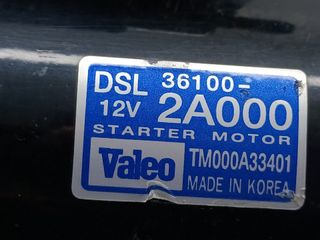 DSL 36100-
12V 2A000
STARTER MOTOR
Valeo TM000A33401
MADE IN KOREA